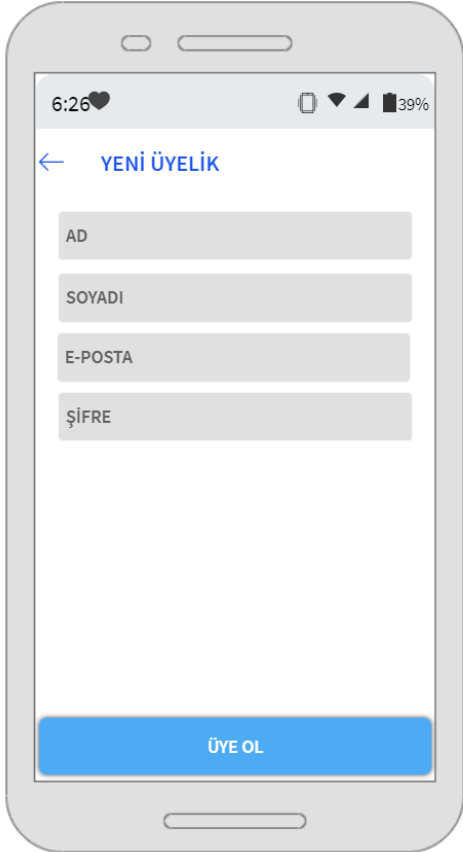 6:26
39%
YENİ ÜYELİK
AD
SOYADI
E-POSTA
ŞİFRE
ÜYE OL